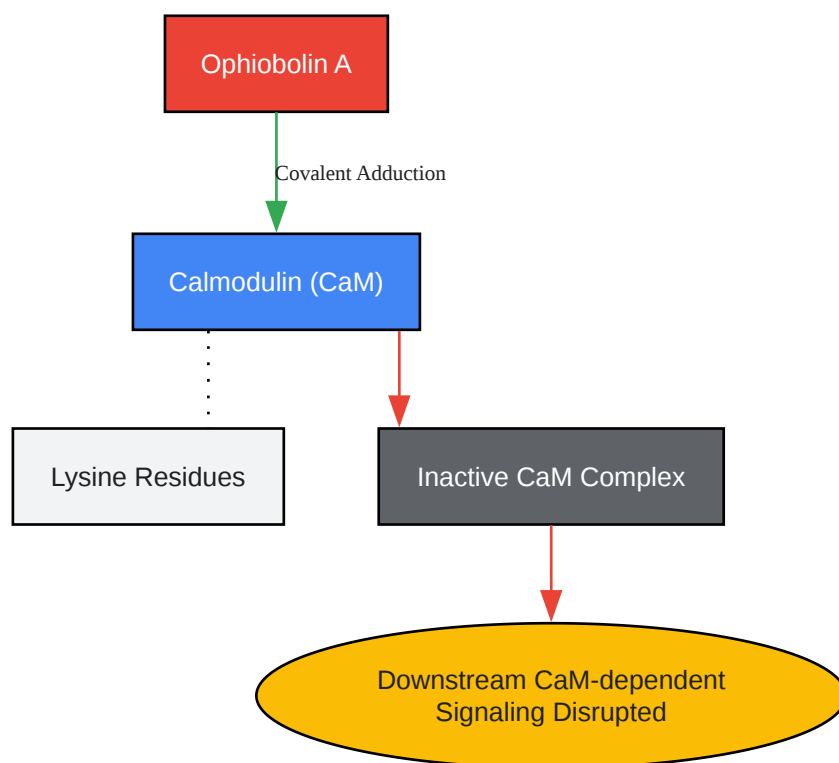 Ophiobolin A
Covalent Adduction
Calmodulin (CaM)
Lysine Residues
Inactive CaM Complex
Downstream CaM-dependent
Signaling Disrupted